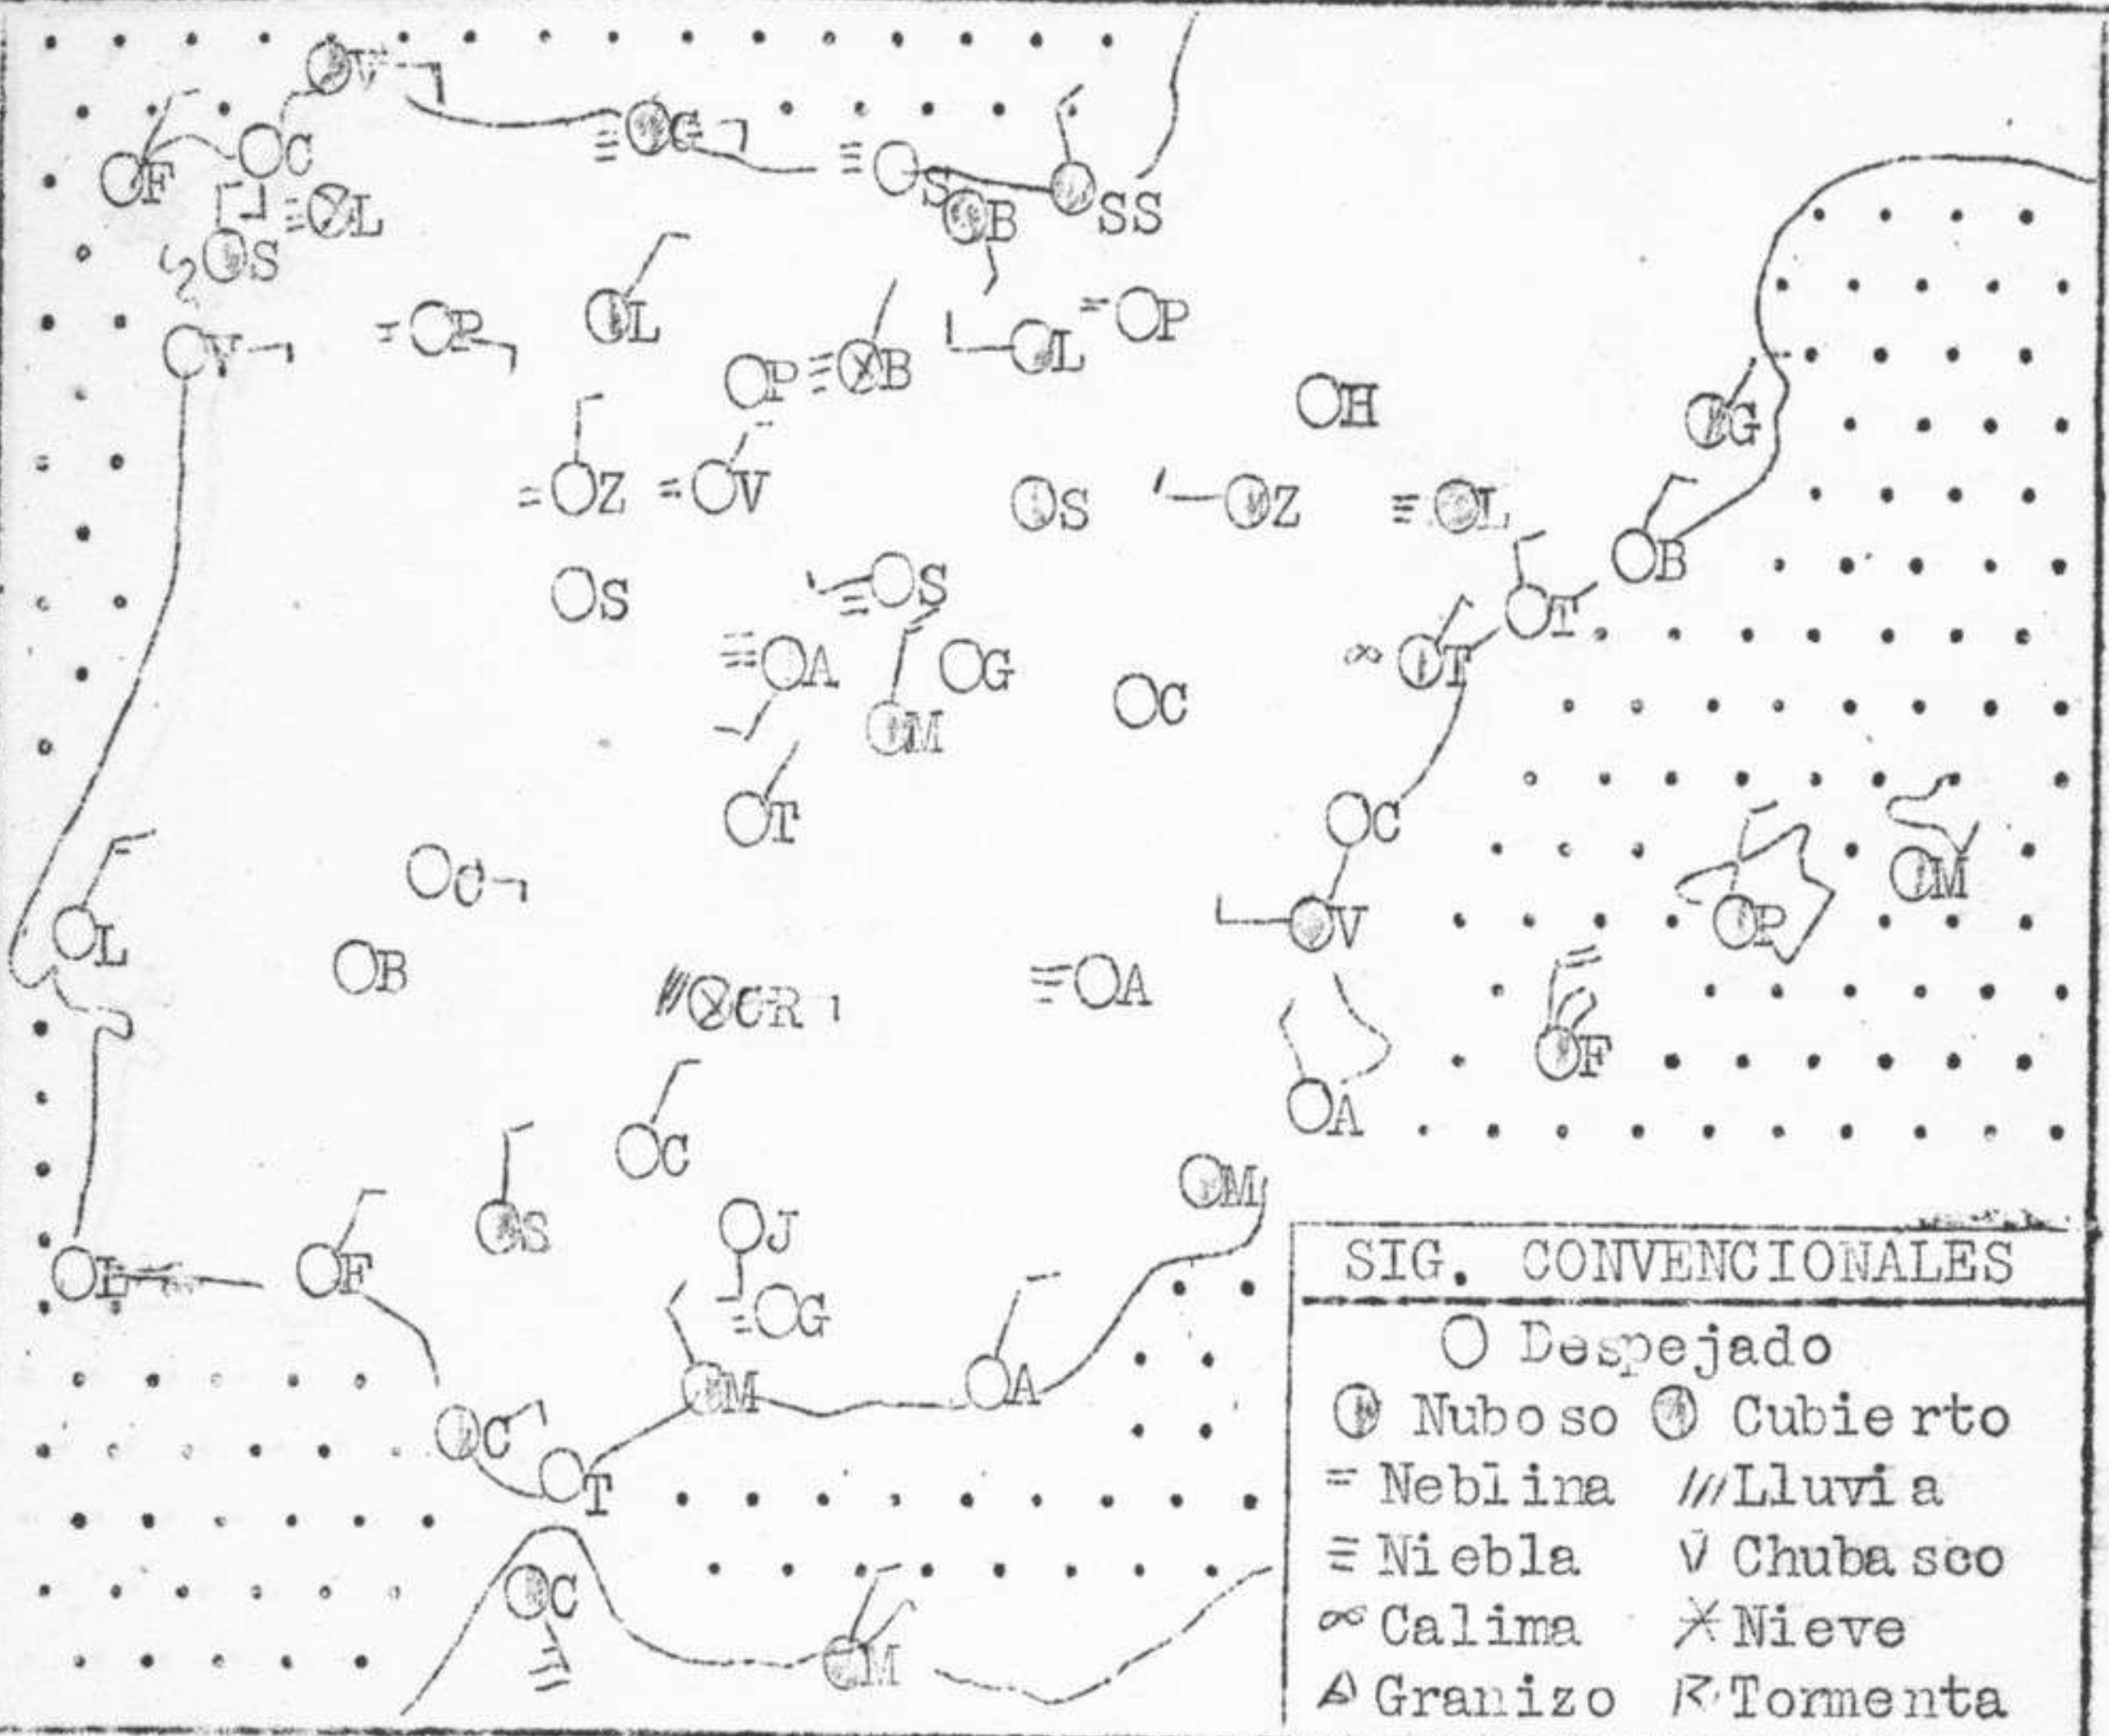 V
G
C
F
S
SS
L
B
S
L
P
V
P
L
P
B
H
G
Z
V
S
Z
L
B
S
S
T
A
G
T
C
M
T
C
M
C
V
P
L
B
CR
A
F
A
C
M
S
J
L
F
G
M
A
C
T
C
M
SIG. CONVENCIONALES
Despejado
Nuboso Cubierto
Neblina Lluvia
Niebla Chubasco
Calima Nieve
Granizo Tormenta